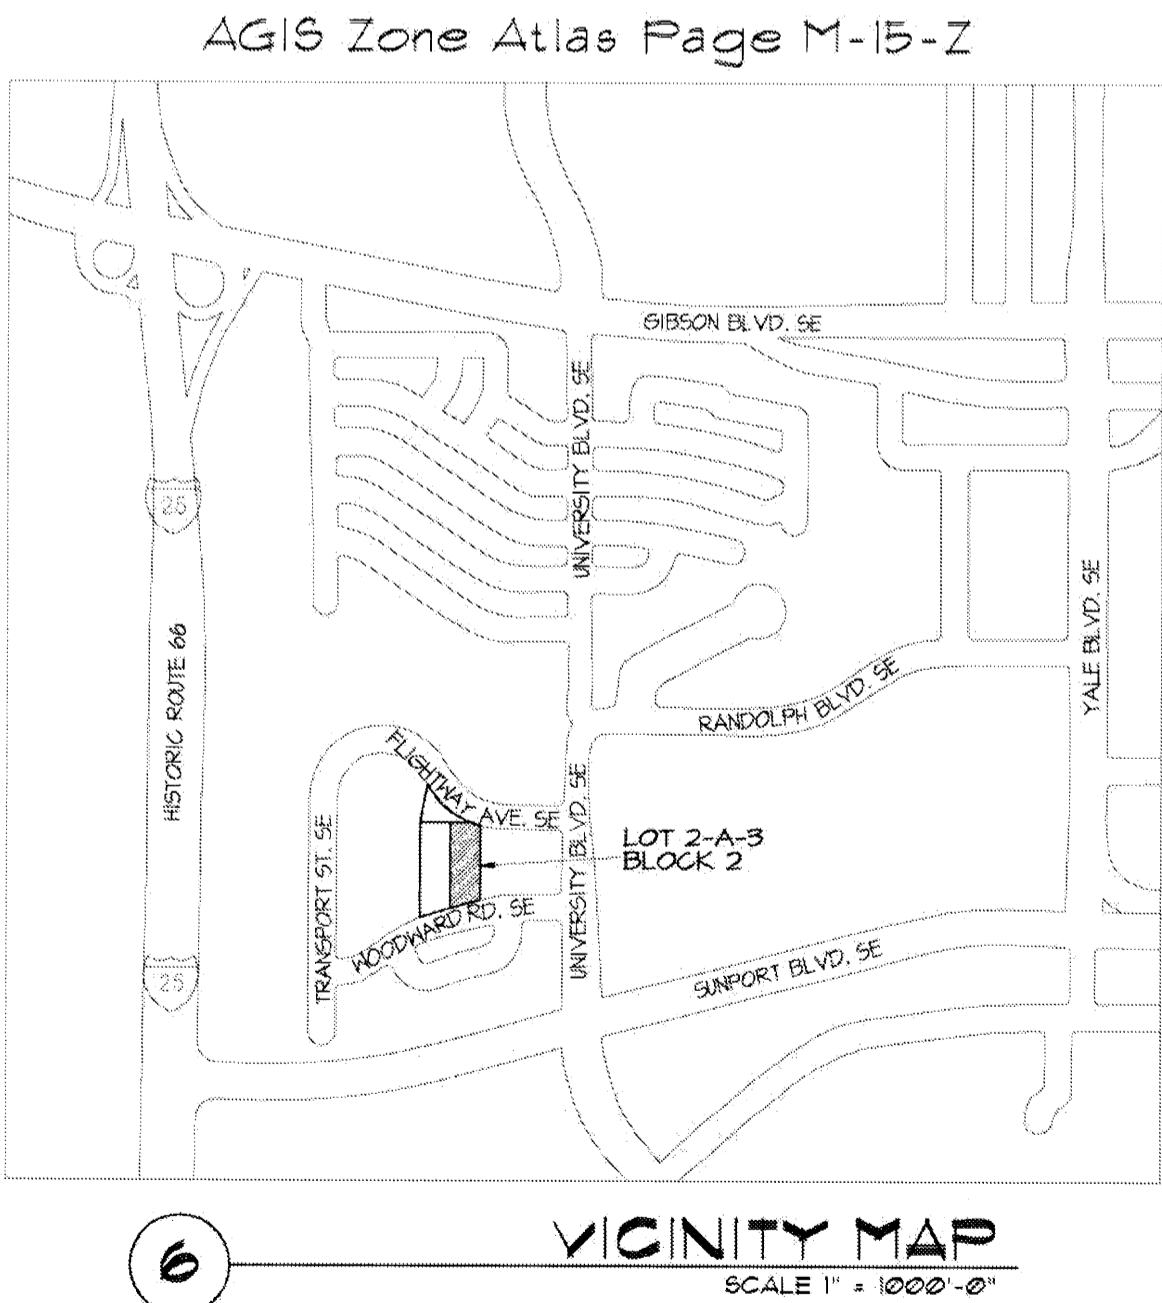 AGIS Zone Atlas Page M-15-Z
GIBSON BLVD. SE
UNIVERSITY BLVD. SE
25
YALE BLVD. SE
HISTORIC ROUTE 66
RANDOLPH BLVD. SE
FLIGHTWAY AVE. SE
UNIVERSITY BLVD. SE
TRANSPORT ST. SE
LOT 2-A-3
BLOCK 2
WOODWARD RD. SE
SUNPORT BLVD. SE
25
6
VICINITY MAP
SCALE 1" = 1000'-0"